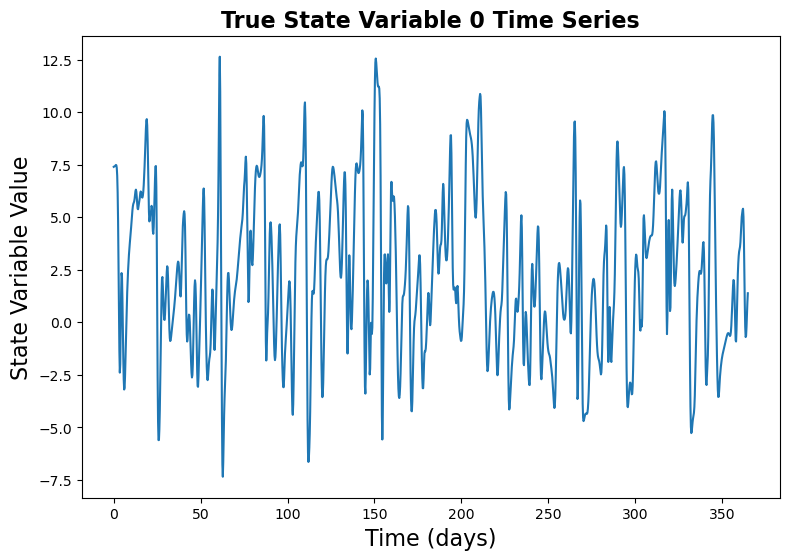 True State Variable 0 Time Series
State Variable Value
12.5
10.0
7.5
5.0
2.5
0.0
−2.5
−5.0
−7.5
0 50 100 150 200 250 300 350
Time (days)